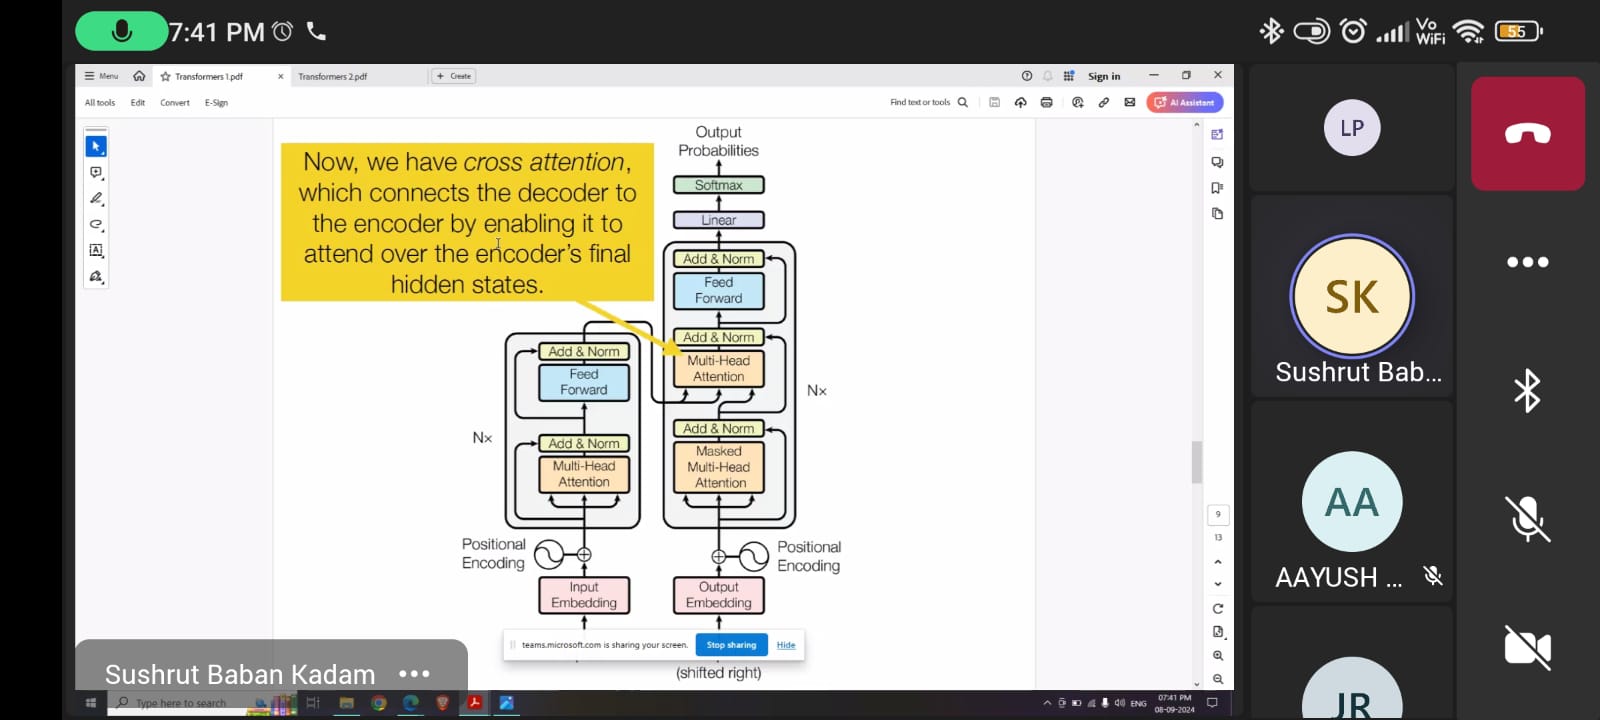 7:41 PM
Vo
WiFi
55
Menu
Transformers 1.pdf
Transformers 2.pdf
+ Create
Sign in
All tools
Edit
Convert
E-Sign
Find text or tools
AI Assistant
Now, we have cross attention,
which connects the decoder to
the encoder by enabling it to
attend over the encoder's final
hidden states.
Output
Probabilities
Softmax
Linear
Add & Norm
Feed
Forward
Add & Norm
Multi-Head
Attention
Nx
Add & Norm
Masked
Multi-Head
Attention
Add & Norm
Feed
Forward
Nx
Add & Norm
Multi-Head
Attention
Positional
Encoding
Positional
Encoding
Input
Embedding
Output
Embedding
(shifted right)
teams.microsoft.com is sharing your screen.
Stop sharing
Hide
9
13
Sushrut Baban Kadam
Type here to search
ENG
07:41 PM
08-09-2024
LP
SK
Sushrut Bab...
AA
AAYUSH ...
JR